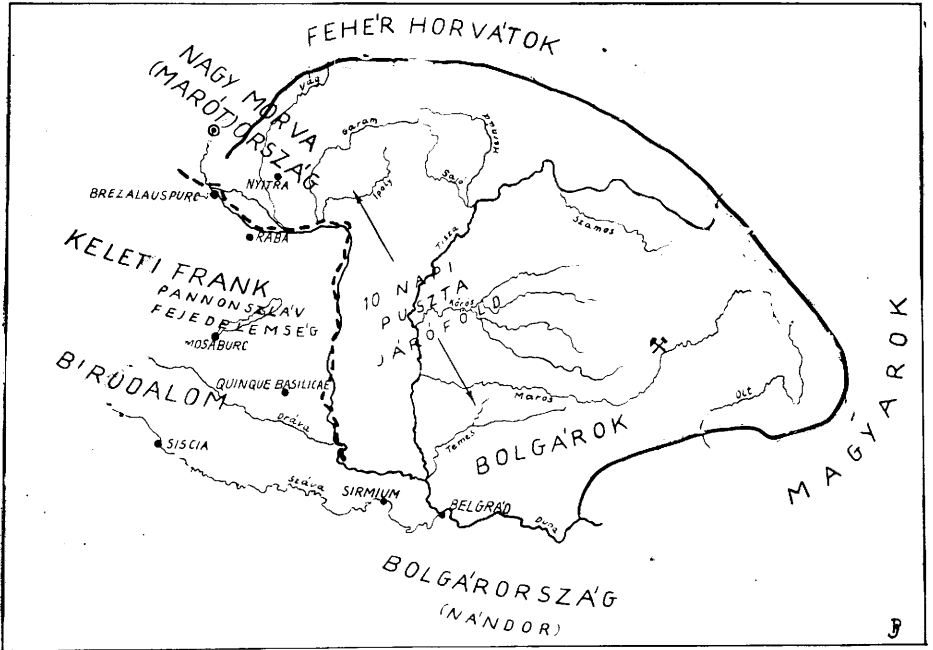 FEHÉR HORVÁTOK
NAGY MORVA
(MARÓT)ORSZÁG
Vág
Garam
Hernád
Sajó
Ipoly
NYITRA
BREZALAUSPURC
RÁBA
Tisza
Szamos
KELETI FRANK
BIRODALOM
PANNONSZLÁV
FEJEDELEMSÉG
MOSABURC
10 NAPI
PUSZTA
JÁRÓFÖLD
Körös
QUINQUE BASILICAE
Maros
Olt
Dráva
Temes
BOLGÁROK
MAGYAROK
SISCIA
Száva
SIRMIUM
BELGRÁD
Duna
BOLGÁRORSZÁG
(NÁNDOR)